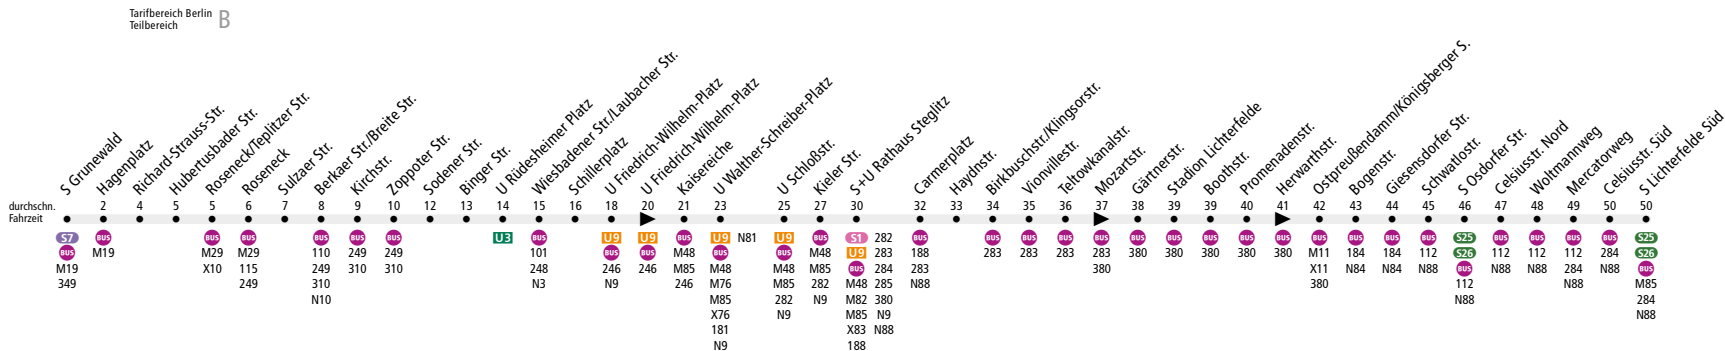 Tarifbereich Berlin
Teilbereich
B
S Grunewald
Hagenplatz
Richard-Strauss-Str.
Hubertusbader Str.
Roseneck/Teplitzer Str.
Roseneck
Sulzaer Str.
Berkaer Str./Breite Str.
Kirchstr.
Zoppoter Str.
Sodener Str.
Binger Str.
U Rüdesheimer Platz
Wiesbadener Str./Laubacher Str.
Schillerplatz
U Friedrich-Wilhelm-Platz
U Friedrich-Wilhelm-Platz
Kaisereiche
U Walther-Schreiber-Platz
U Schloßstr.
Kieler Str.
S+U Rathaus Steglitz
Carmerplatz
Haydnstr.
Birkbuschstr./Klingsorstr.
Vionvillestr.
Teltowkanalstr.
Mozartstr.
Gärtnerstr.
Stadion Lichterfelde
Boothstr.
Promenadenstr.
Herwarthstr.
Ostpreußendamm/Königsberger S.
Bogenstr.
Giesensdorfer Str.
Schwatlostr.
S Osdorfer Str.
Celsiusstr. Nord
Woltmannweg
Mercatorweg
Celsiusstr. Süd
S Lichterfelde Süd
durchschn. 2 4 5 5 6 7 8 9 10 12 13 14 15 16 18 20 21 23 25 27 30 32 33 34 35 36 37 38 39 39 40 41 42 43 44 45 46 47 48 49 50 50
Fahrzeit
S7 BUS BUS BUS BUS BUS BUS U3 BUS U9 U9 BUS U9 N81 U9 BUS S1 282 BUS BUS BUS BUS BUS BUS BUS BUS BUS BUS BUS BUS BUS BUS S25 BUS BUS BUS BUS S25
BUS M19 M29 M29 110 249 249 101 BUS BUS M48 BUS BUS M48 U9 283 188 283 283 283 283 380 380 380 380 380 M11 184 184 112 S26 112 112 112 284 S26
M19 X10 115 249 310 310 248 246 246 M85 M48 M48 M85 BUS 284 283 380 X11 N84 N84 N88 BUS N88 N88 284 N88 BUS
349 249 310 N3 N9 246 M76 M85 282 M48 285 N88 380 112 N88 M85
N10 M85 282 N9 M82 380 N88 284
X76 N9 M85 N9 N88
181 X83 N88
N9 188